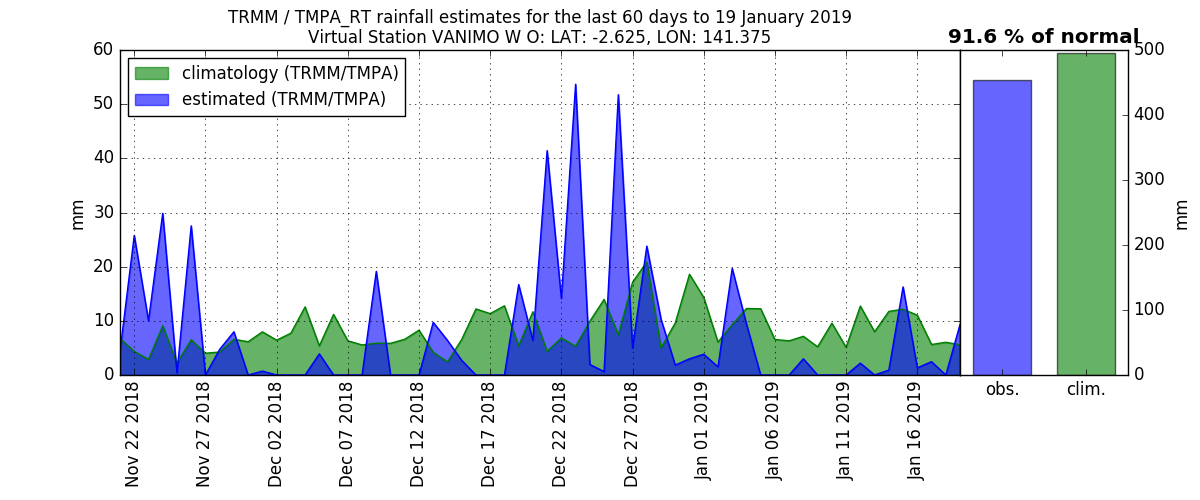 TRMM / TMPA_RT rainfall estimates for the last 60 days to 19 January 2019
Virtual Station VANIMO W O: LAT: -2.625, LON: 141.375
91.6 % of normal
climatology (TRMM/TMPA)
estimated (TRMM/TMPA)
60
50
40
30
20
10
0
mm
500
400
300
200
100
0
mm
Nov 22 2018
Nov 27 2018
Dec 02 2018
Dec 07 2018
Dec 12 2018
Dec 17 2018
Dec 22 2018
Dec 27 2018
Jan 01 2019
Jan 06 2019
Jan 11 2019
Jan 16 2019
obs.
clim.